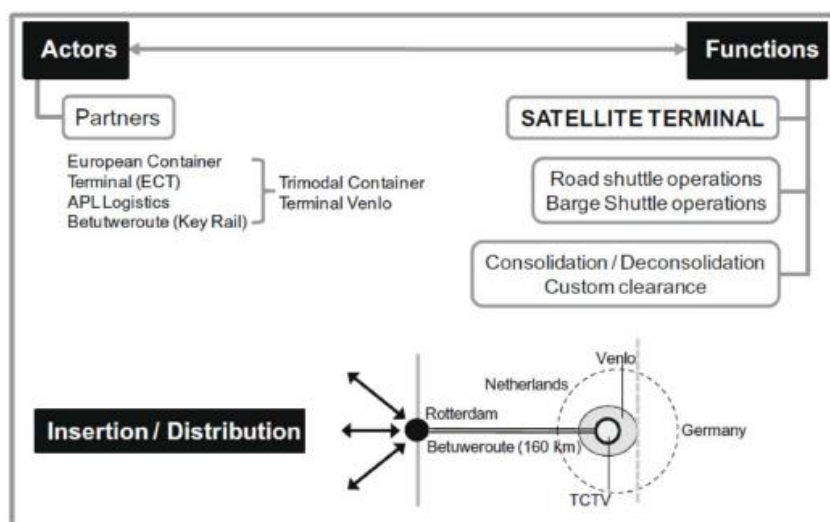 Actors
Functions
Partners
European Container
Terminal (ECT)
APL Logistics
Betutweroute (Key Rail)
Trimodal Container
Terminal Venlo
SATELLITE TERMINAL
Road shuttle operations
Barge Shuttle operations
Consolidation / Deconsolidation
Custom clearance
Insertion / Distribution
Venlo
Netherlands
Rotterdam
Betuweroute (160 km)
Germany
TCTV